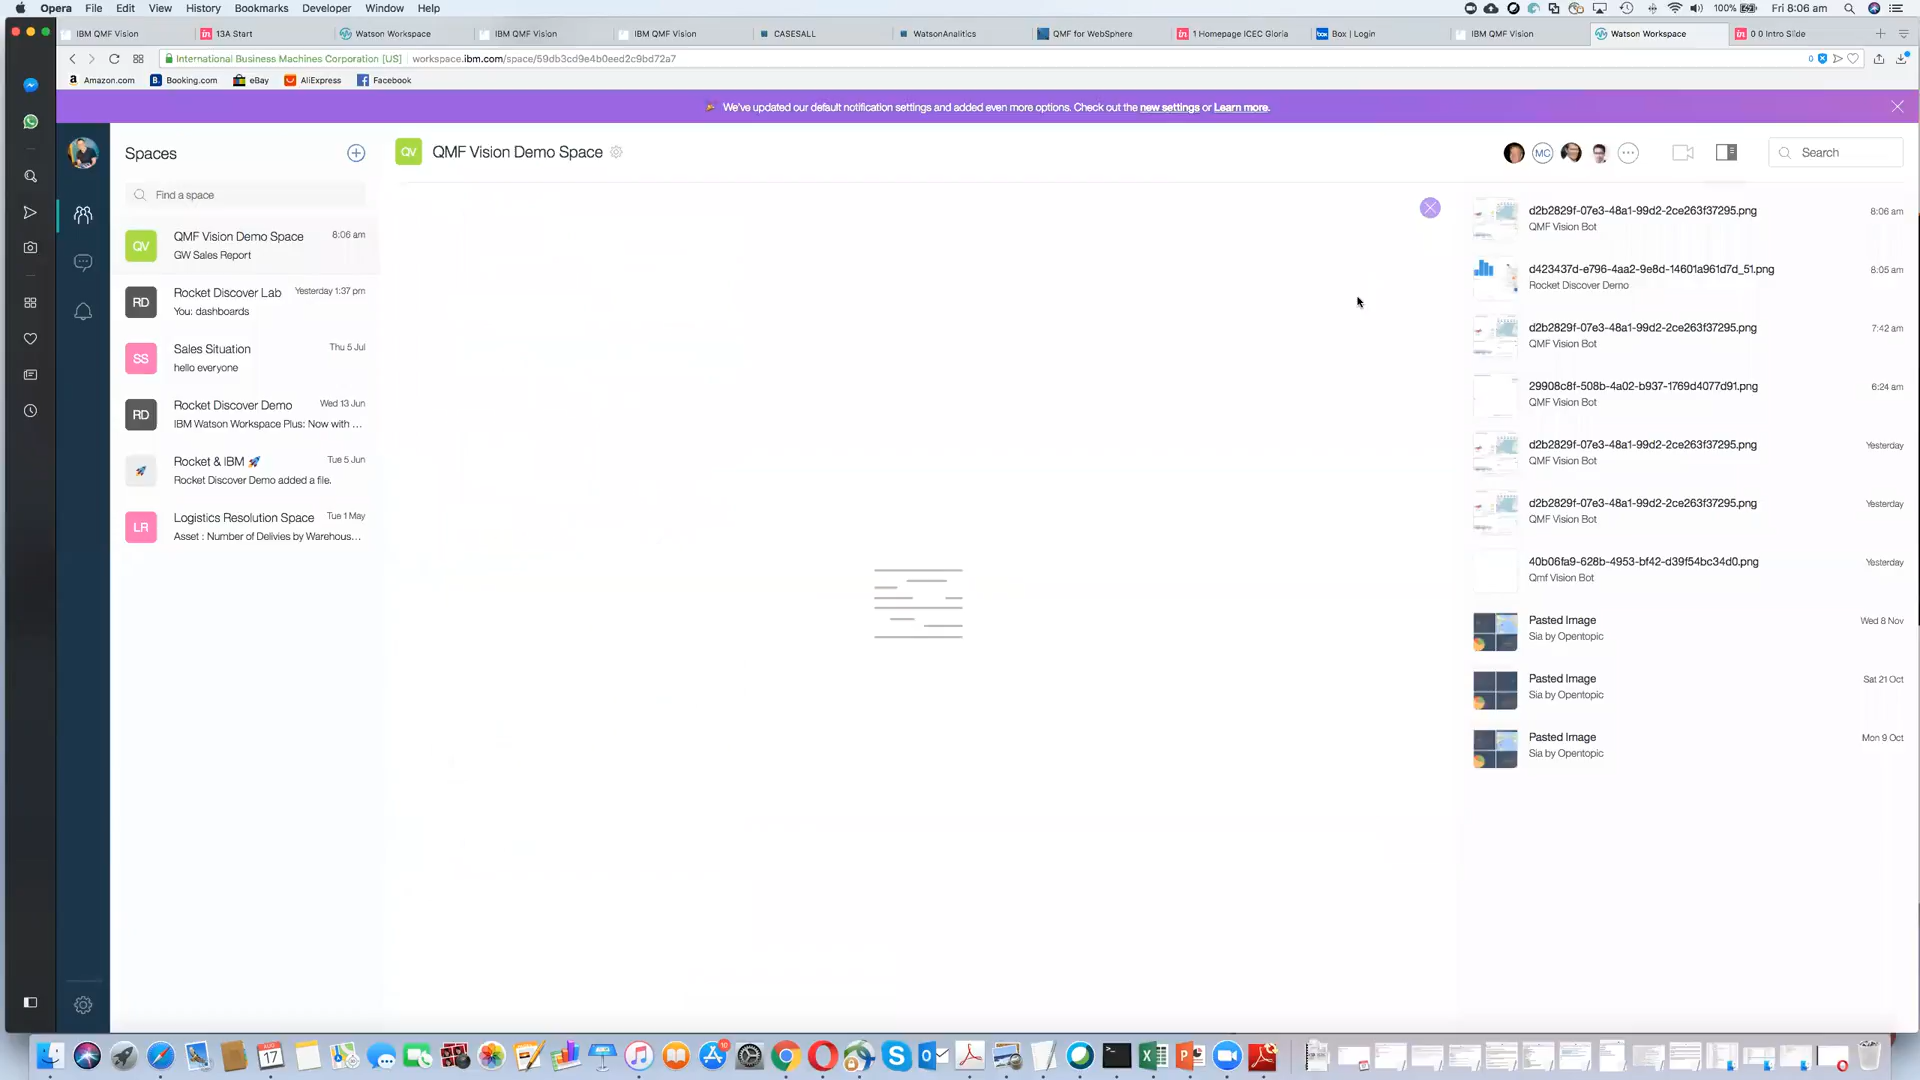 Opera File Edit View History Bookmarks Developer Window Help
100% Fri 8:06 am
IBM QMF Vision
13A Start
Watson Workspace
IBM QMF Vision
IBM QMF Vision
CASESALL
WatsonAnalitics
QMF for WebSphere
1 Homepage ICEC Gloria
Box | Login
IBM QMF Vision
Watson Workspace
0 0 Intro Slide
International Business Machines Corporation [US] workspace.ibm.com/space/59db3cd9e4b0eed2c9bd72a7
0
Amazon.com Booking.com eBay AliExpress Facebook
We've updated our default notification settings and added even more options. Check out the new settings or Learn more.
Spaces
Find a space
QV
QMF Vision Demo Space 8:06 am
GW Sales Report
RD
Rocket Discover Lab Yesterday 1:37 pm
You: dashboards
SS
Sales Situation Thu 5 Jul
hello everyone
RD
Rocket Discover Demo Wed 13 Jun
IBM Watson Workspace Plus: Now with ...
Rocket & IBM 🚀 Tue 5 Jun
Rocket Discover Demo added a file.
LR
Logistics Resolution Space Tue 1 May
Asset : Number of Delivies by Warehous...
QV QMF Vision Demo Space
MC
Search
d2b2829f-07e3-48a1-99d2-2ce263f37295.png 8:06 am
QMF Vision Bot
d423437d-e796-4aa2-9e8d-14601a961d7d_51.png 8:05 am
Rocket Discover Demo
d2b2829f-07e3-48a1-99d2-2ce263f37295.png 7:42 am
QMF Vision Bot
29908c8f-508b-4a02-b937-1769d4077d91.png 6:24 am
QMF Vision Bot
d2b2829f-07e3-48a1-99d2-2ce263f37295.png Yesterday
QMF Vision Bot
d2b2829f-07e3-48a1-99d2-2ce263f37295.png Yesterday
QMF Vision Bot
40b06fa9-628b-4953-bf42-d39f54bc34d0.png Yesterday
Qmf Vision Bot
Pasted Image Wed 8 Nov
Sia by Opentopic
Pasted Image Sat 21 Oct
Sia by Opentopic
Pasted Image Mon 9 Oct
Sia by Opentopic
17